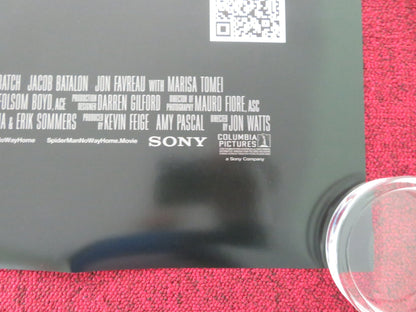 BATCH JACOB BATALON JON FAVREAU WITH MARISA TOMEI
FOLSOM BOYD, ACE PRODUCTION DESIGNER DARREN GILFORD DIRECTOR OF PHOTOGRAPHY MAURO FIORE, ASC
& ERIK SOMMERS PRODUCED BY KEVIN FEIGE AMY PASCAL DIRECTED BY JON WATTS
oWayHome SpiderManNoWayHome.Movie SONY COLUMBIA PICTURES
a Sony Company